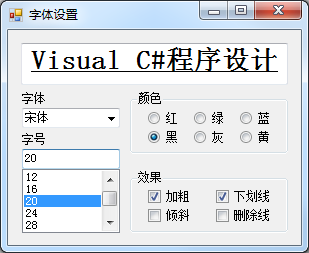 字体设置
Visual C#程序设计
字体
宋体
字号
20
12
16
20
24
28
颜色
红 绿 蓝
黑 灰 黄
效果
加粗 下划线
倾斜 删除线